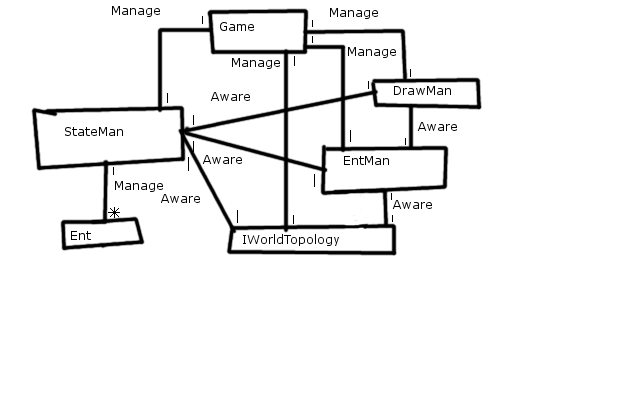 Manage
Manage
Game
Manage
Manage
DrawMan
Aware
StateMan
Aware
Aware
EntMan
Manage
Aware
Aware
*
Ent
IWorldTopology